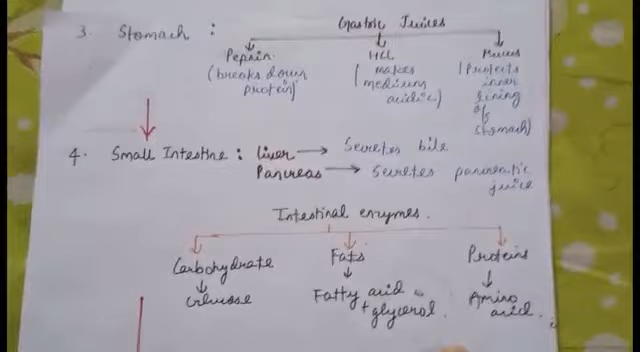 Gastric Juices
3. Stomach :
Pepsin
(breaks down
protein)
HCL
(makes
medium
acidic)
Mucus
(Protects
inner
lining
of
stomach)
4. Small Intestine : Liver → Secretes bile
Pancreas → Secretes pancreatic
juice
Intestinal enzymes.
Carbohydrate
↓
Glucose
Fats
↓
Fatty acid
+ glycerol.
Proteins
↓
Amino
acid.